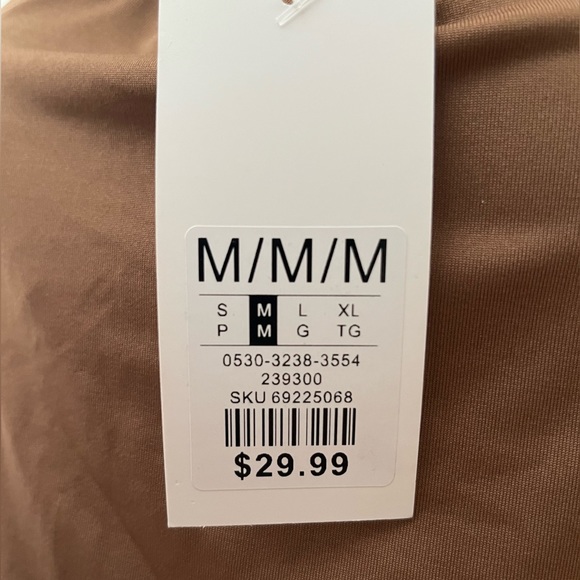 M/M/M
S M L XL
P M G TG
0530-3238-3554
239300
SKU 69225068
$29.99